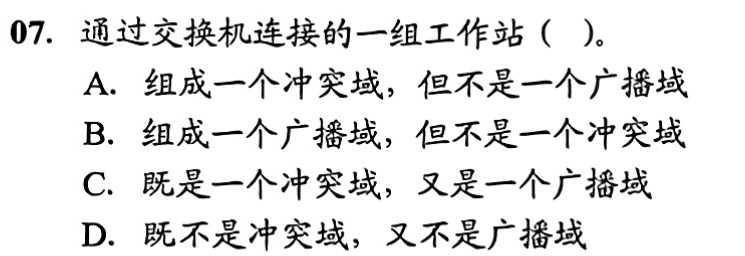 07. 通过交换机连接的一组工作站（ ）。
A. 组成一个冲突域，但不是一个广播域
B. 组成一个广播域，但不是一个冲突域
C. 既是一个冲突域，又是一个广播域
D. 既不是冲突域，又不是广播域